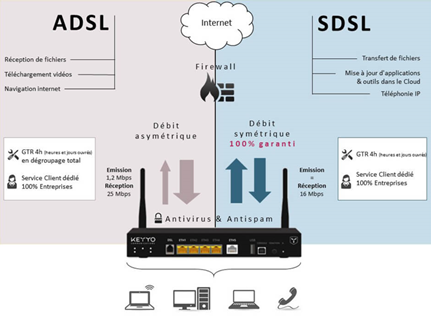 ADSL
Internet
SDSL
Réception de fichiers
Téléchargement vidéos
Navigation internet
Firewall
Transfert de fichiers
Mise à jour d'applications
& outils dans le Cloud
Téléphonie IP
Débit
asymétrique
Débit
symétrique
100% garanti
GTR 4h (heures et jours ouvrés)
en dégroupage total
Service Client dédié
100% Entreprises
Emission
1,2 Mbps
Réception
25 Mbps
Emission
=
Réception
16 Mbps
GTR 4h (heures et jours ouvrés)
Service Client dédié
100% Entreprises
Antivirus & Antispam
KEYYO